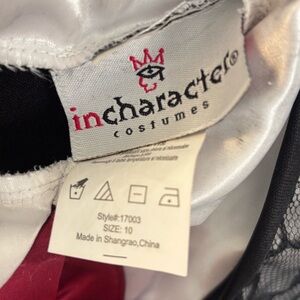 incharacter®
costumes
Style#:17003
SIZE: 10
Made in Shangrao,China